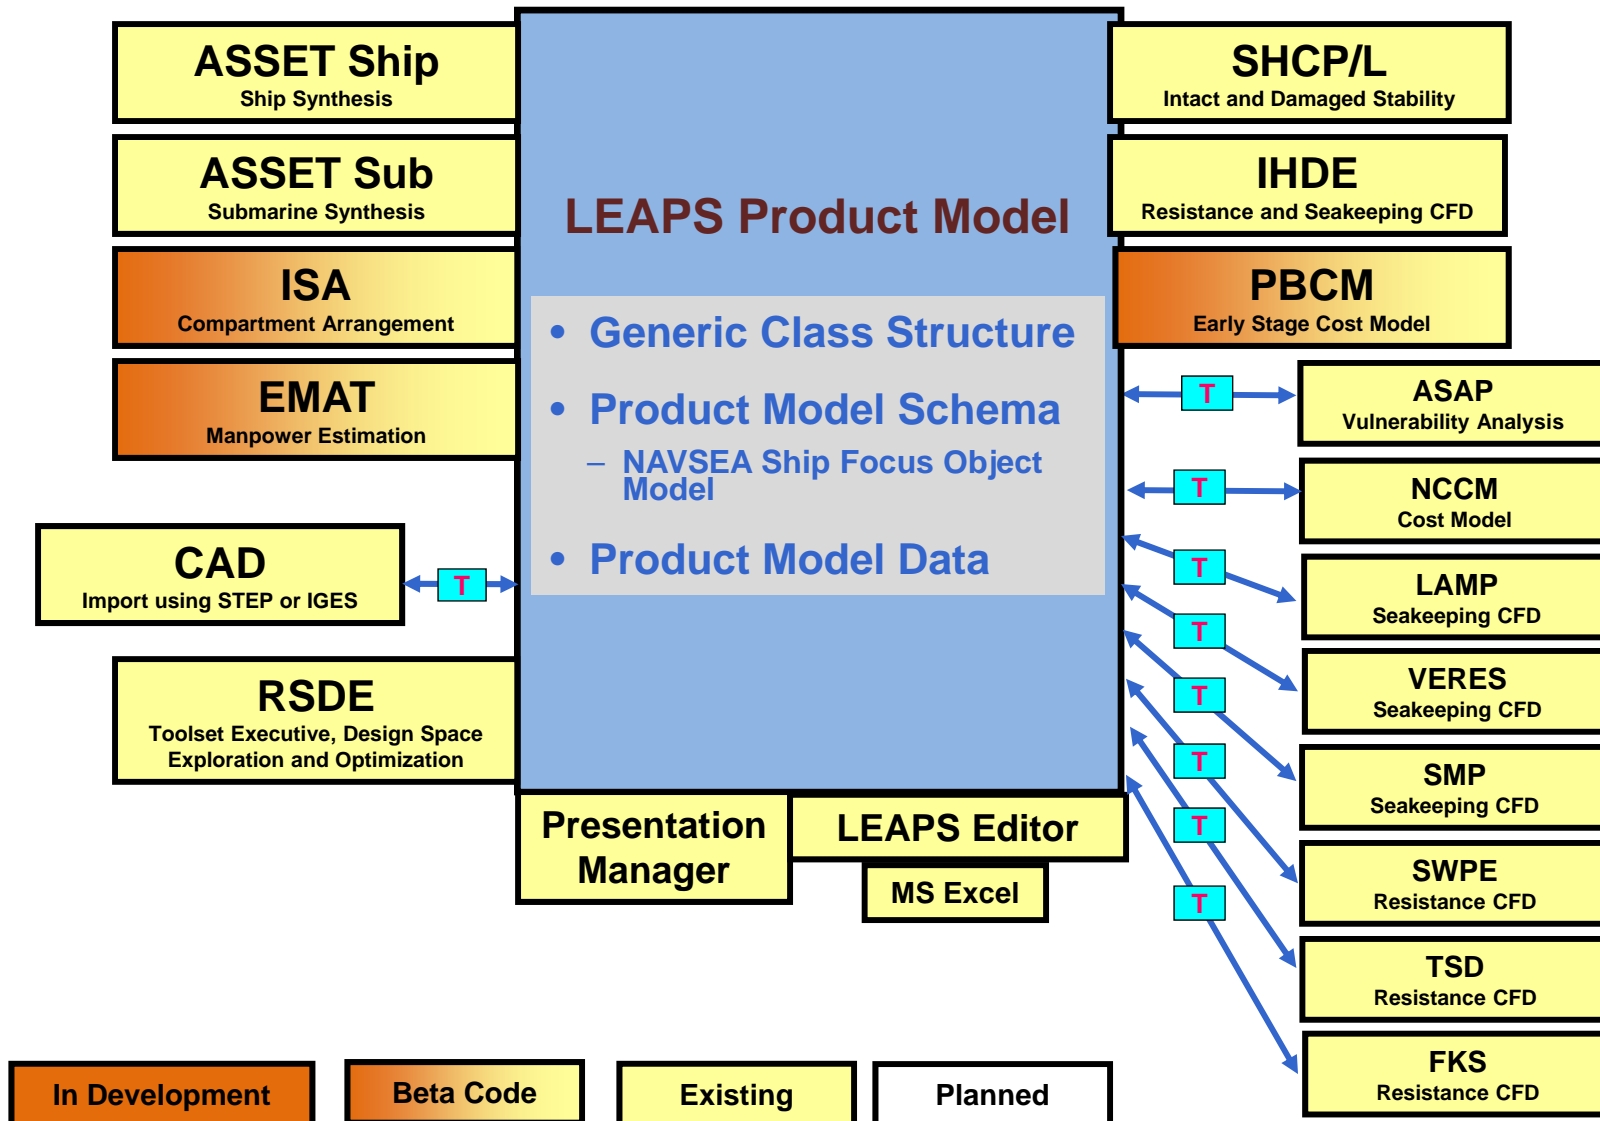 ASSET Ship
Ship Synthesis
ASSET Sub
Submarine Synthesis
ISA
Compartment Arrangement
EMAT
Manpower Estimation
CAD
Import using STEP or IGES
T
RSDE
Toolset Executive, Design Space
Exploration and Optimization
LEAPS Product Model
• Generic Class Structure
• Product Model Schema
– NAVSEA Ship Focus Object
Model
• Product Model Data
Presentation
Manager
LEAPS Editor
MS Excel
SHCP/L
Intact and Damaged Stability
IHDE
Resistance and Seakeeping CFD
PBCM
Early Stage Cost Model
T
ASAP
Vulnerability Analysis
T
NCCM
Cost Model
T
LAMP
Seakeeping CFD
T
VERES
Seakeeping CFD
T
SMP
Seakeeping CFD
T
SWPE
Resistance CFD
T
TSD
Resistance CFD
T
FKS
Resistance CFD
In Development
Beta Code
Existing
Planned